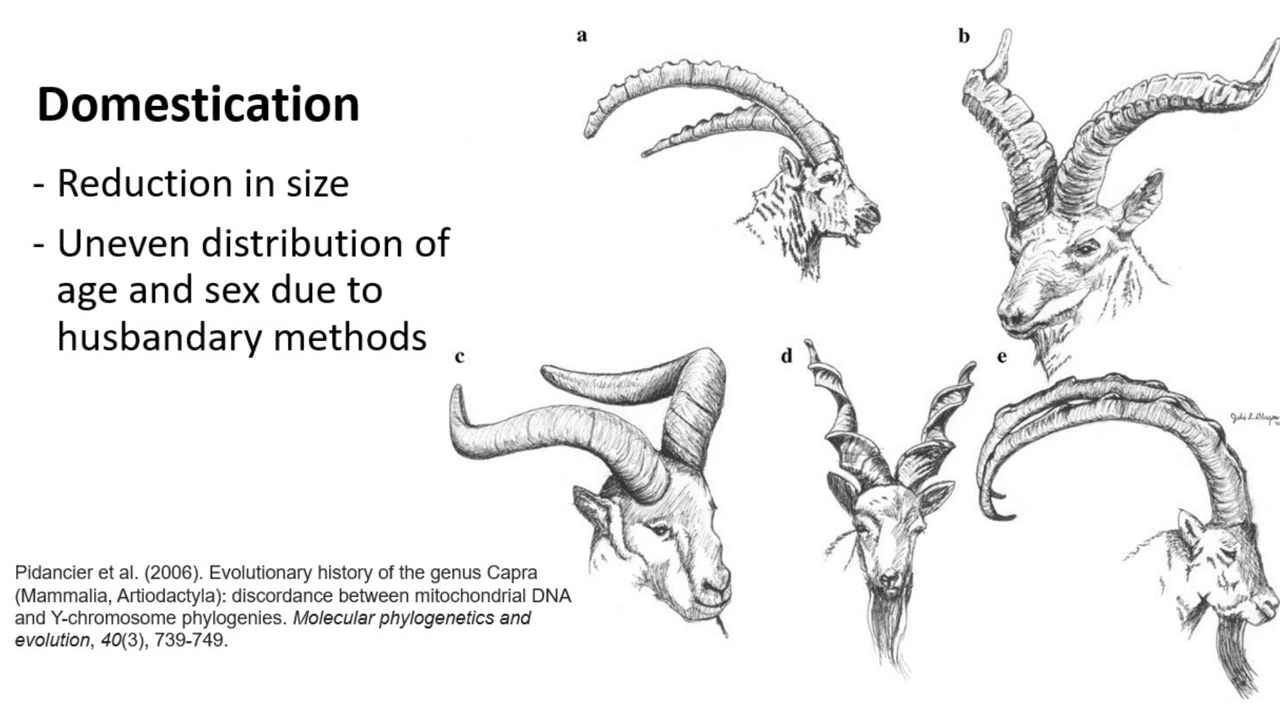 Domestication
- Reduction in size
- Uneven distribution of
age and sex due to
husbandary methods
a
b
c
d
e
Pidancier et al. (2006). Evolutionary history of the genus Capra
(Mammalia, Artiodactyla): discordance between mitochondrial DNA
and Y-chromosome phylogenies. Molecular phylogenetics and
evolution, 40(3), 739-749.